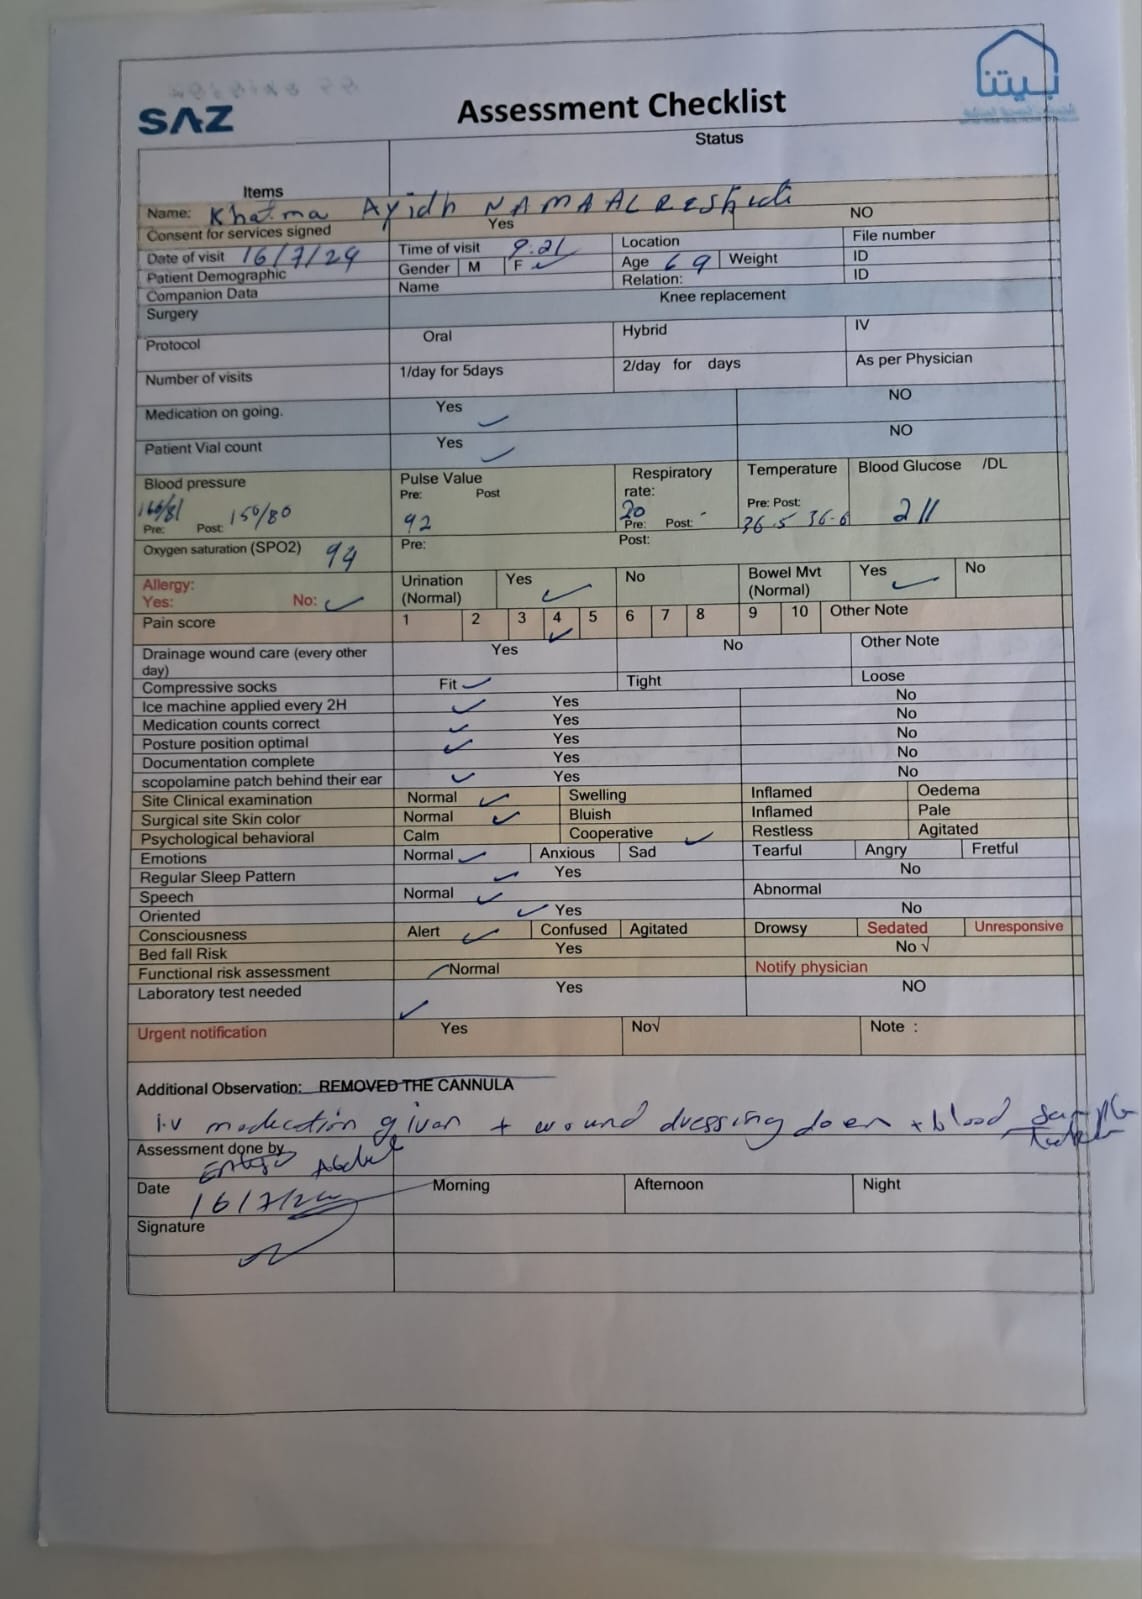 SAZ
بيتنا
Assessment Checklist
Items Status
Name: Khatma Ayidh NAMA AL Reshidi
Consent for services signed Yes NO
Date of visit 16/7/24 Time of visit 9:21 Location File number
Patient Demographic Gender M F ✓ Age 69 Weight ID
Companion Data Name Relation: ID
Surgery Knee replacement
Protocol Oral Hybrid IV
Number of visits 1/day for 5days 2/day for days As per Physician
Medication on going. Yes ✓ NO
Patient Vial count Yes ✓ NO
Blood pressure Pulse Value Respiratory rate: Temperature Blood Glucose /DL
Pre: 166/81 Post: 150/80 Pre: 92 Post Pre: 20 Post: - Pre: 36.5 Post: 36.6 211
Oxygen saturation (SPO2) 94 Pre: Post:
Allergy: Yes: No: ✓ Urination (Normal) Yes ✓ No Bowel Mvt (Normal) Yes ✓ No
Pain score 1 2 3 4 ✓ 5 6 7 8 9 10 Other Note
Drainage wound care (every other day) Yes No Other Note
Compressive socks Fit ✓ Tight Loose
Ice machine applied every 2H ✓ Yes No
Medication counts correct ✓ Yes No
Posture position optimal ✓ Yes No
Documentation complete Yes No
scopolamine patch behind their ear ✓ Yes No
Site Clinical examination Normal ✓ Swelling Inflamed Oedema
Surgical site Skin color Normal ✓ Bluish Inflamed Pale
Psychological behavioral Calm Cooperative ✓ Restless Agitated
Emotions Normal ✓ Anxious Sad Tearful Angry Fretful
Regular Sleep Pattern ✓ Yes No
Speech Normal ✓ Abnormal
Oriented ✓ Yes No
Consciousness Alert ✓ Confused Agitated Drowsy Sedated Unresponsive
Bed fall Risk Yes No √
Functional risk assessment ✓ Normal Notify physician
Laboratory test needed ✓ Yes NO
Urgent notification Yes No√ Note :
Additional Observation: REMOVED THE CANNULA
i.v medication given + wound dressing doen + blood sample
Assessment done by
Date 16/7/24 Morning Afternoon Night
Signature